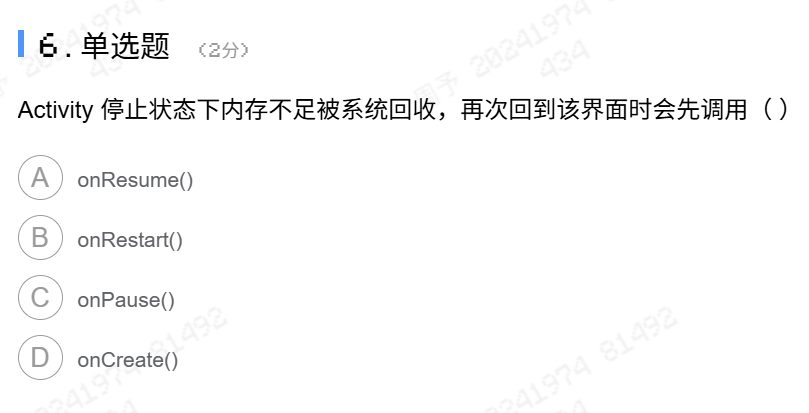 6 . 单选题 (2分)
Activity 停止状态下内存不足被系统回收，再次回到该界面时会先调用（ ）
A onResume()
B onRestart()
C onPause()
D onCreate()